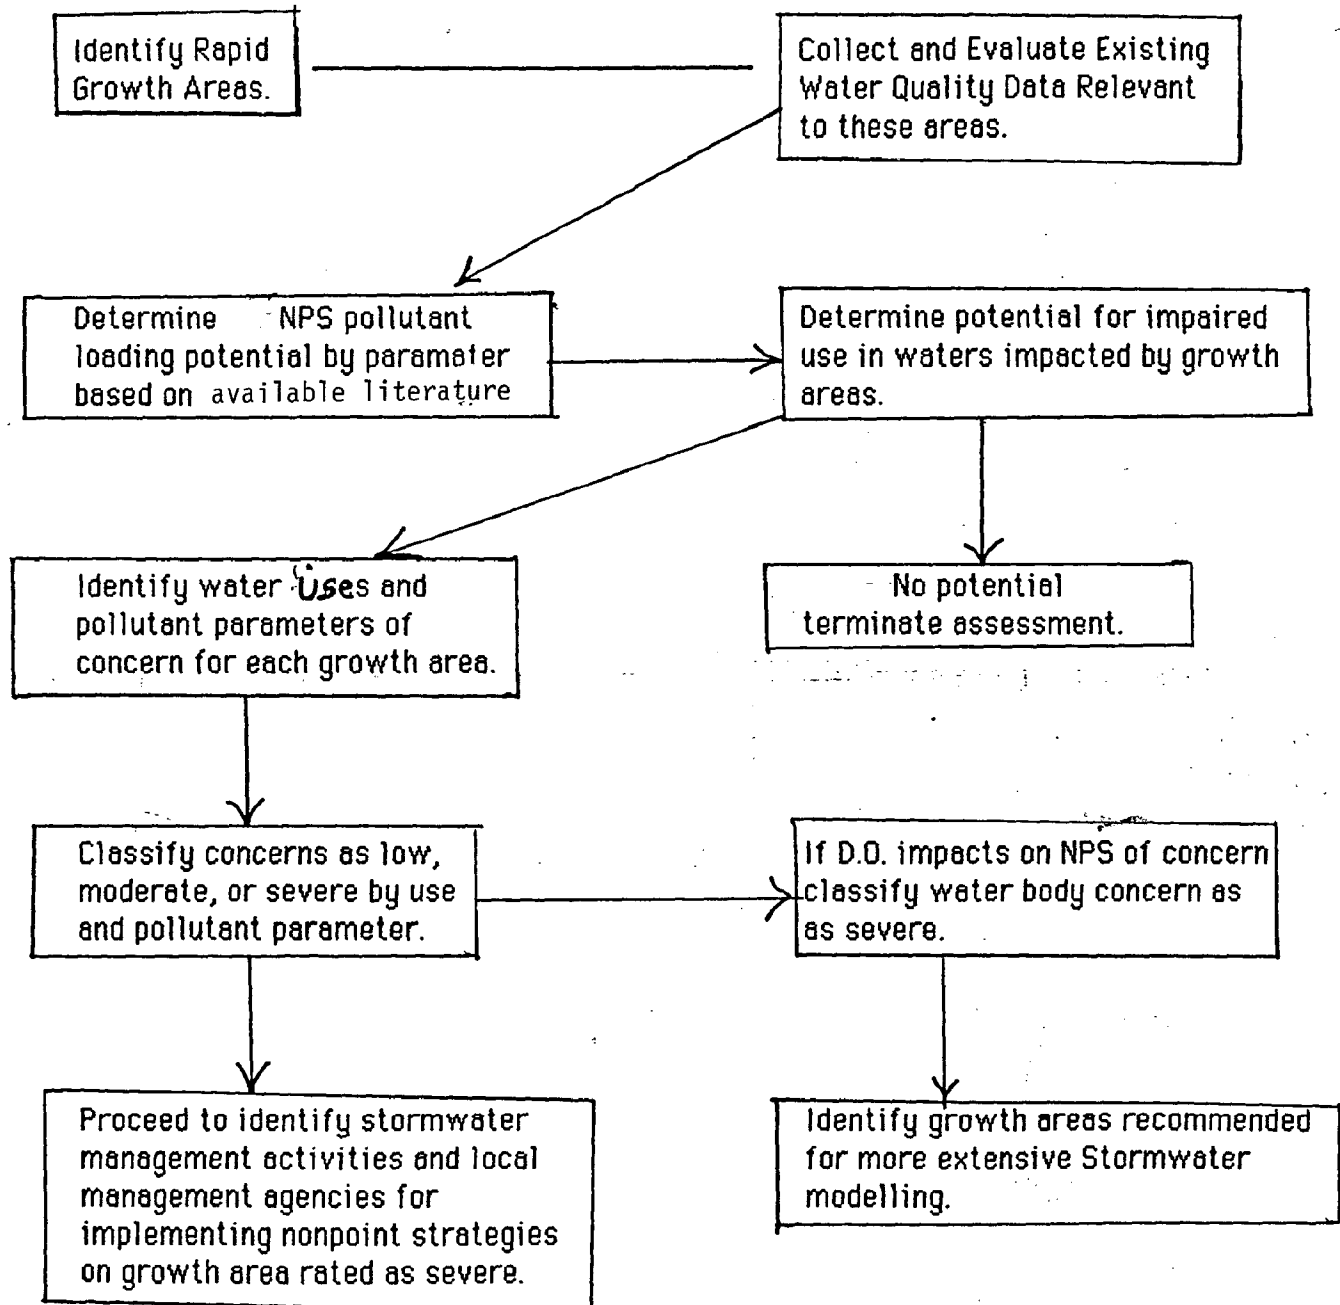 Identify Rapid
Growth Areas.
Collect and Evaluate Existing
Water Quality Data Relevant
to these areas.
Determine NPS pollutant
loading potential by paramater
based on available literature
Determine potential for impaired
use in waters impacted by growth
areas.
Identify water Uses and
pollutant parameters of
concern for each growth area.
No potential
terminate assessment.
Classify concerns as low,
moderate, or severe by use
and pollutant parameter.
If D.O. impacts on NPS of concern
classify water body concern as
as severe.
Proceed to identify stormwater
management activities and local
management agencies for
implementing nonpoint strategies
on growth area rated as severe.
Identify growth areas recommended
for more extensive Stormwater
modelling.